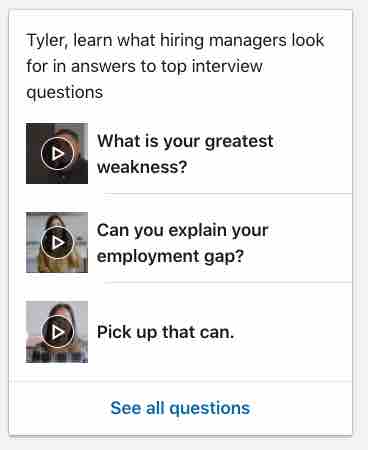 Tyler, learn what hiring managers look
for in answers to top interview
questions
What is your greatest
weakness?
Can you explain your
employment gap?
Pick up that can.
See all questions